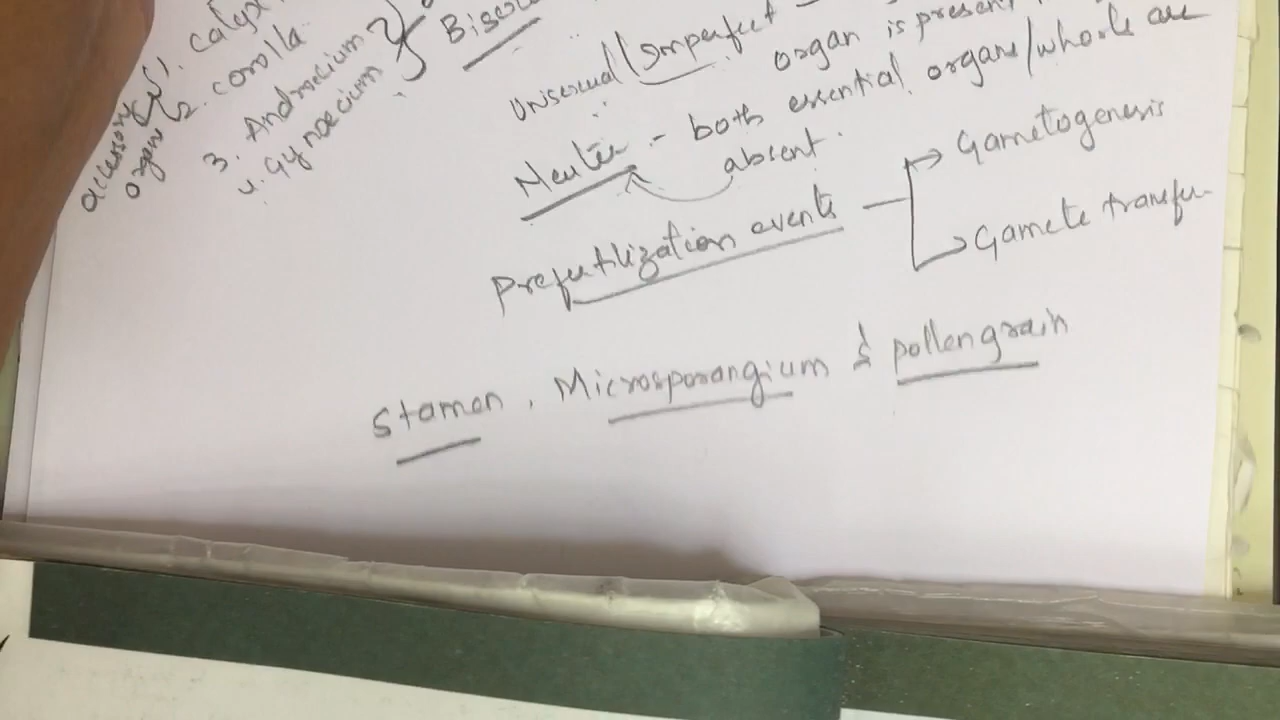 1. calyx
2. corolla
3. Androecium
4. Gynoecium
accessory
organ
Unisexual / Imperfect
organ is present
Neuter - both essential organs/whorls are
absent
Prefertilization events
Gametogenesis
Gamete transfer
Stamen, Microsporangium & pollengrain